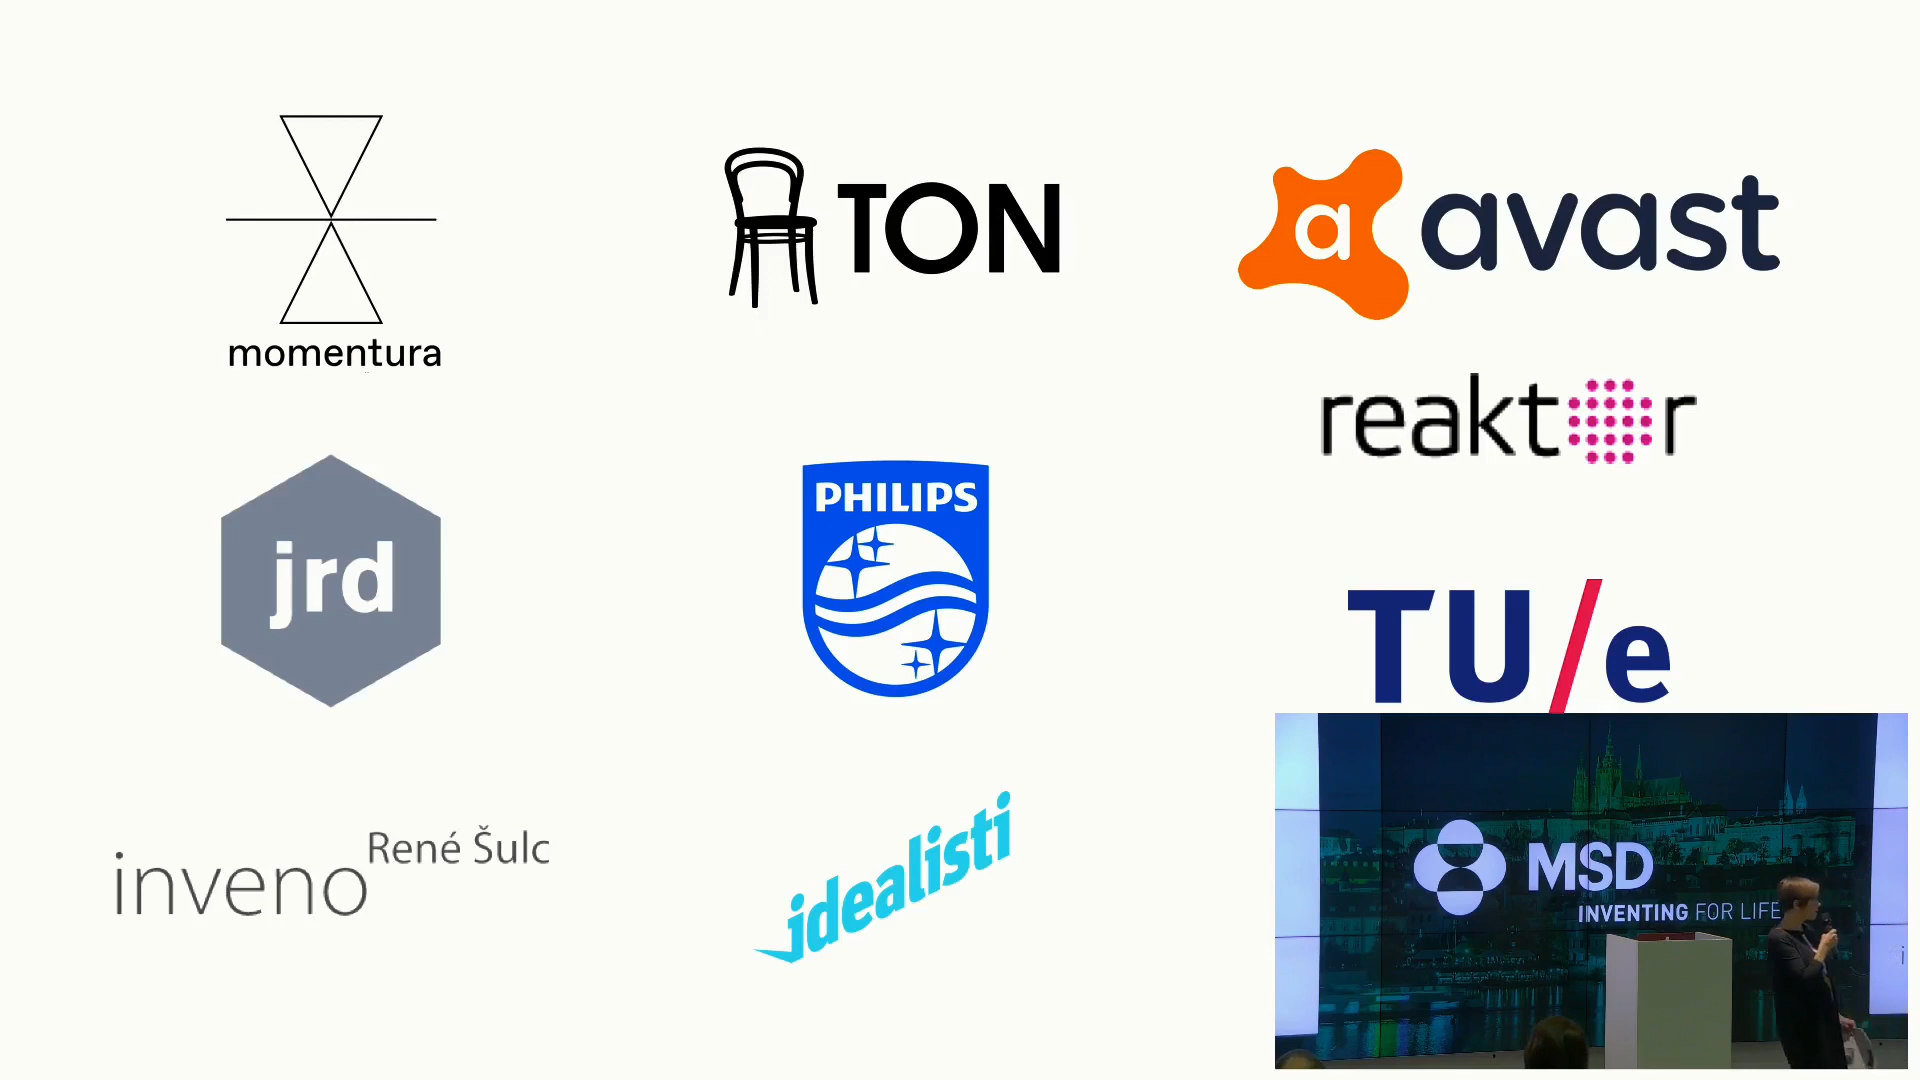 momentura
TON
a avast
reaktor
jrd
PHILIPS
TU/e
inveno René Šulc
idealisti
MSD
INVENTING FOR LIFE